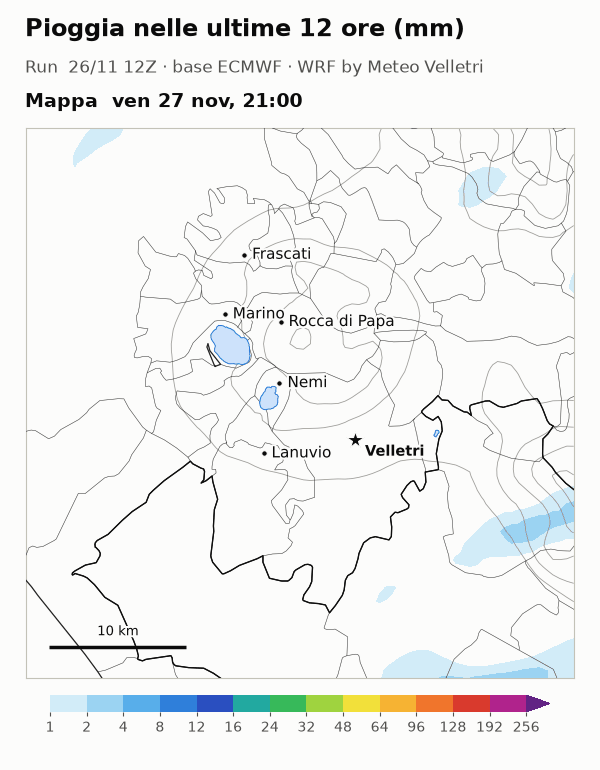 Pioggia nelle ultime 12 ore (mm)
Run  26/11 12Z · base ECMWF · WRF by Meteo Velletri
Mappa  ven 27 nov, 21:00
Frascati
Marino
Rocca di Papa
Nemi
Velletri
Lanuvio
10 km
1 2 4 8 12 16 24 32 48 64 96 128 192 256